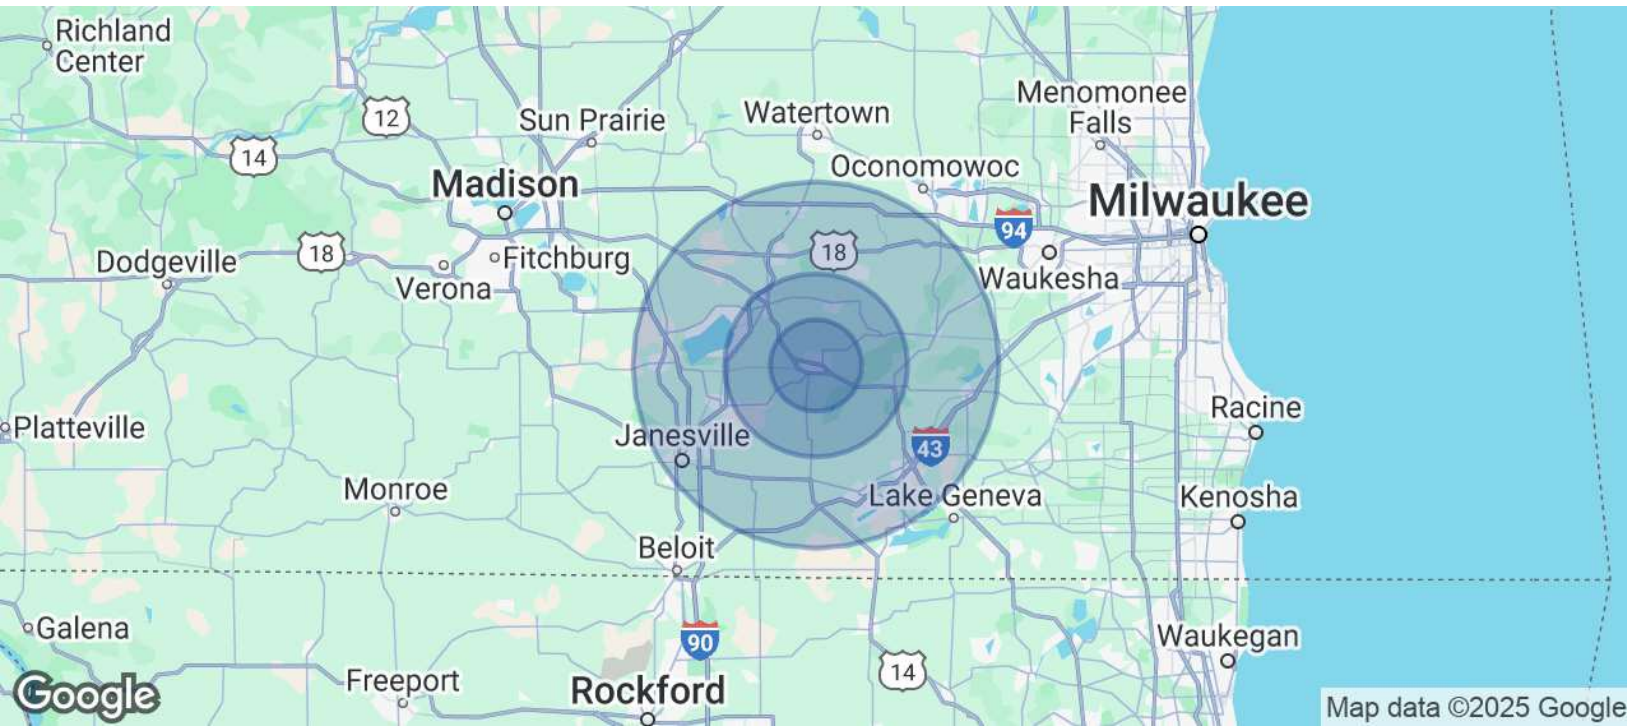 Richland
Center
12
Sun Prairie
Watertown
Menomonee
Falls
14
Oconomowoc
Madison
Milwaukee
94
18
18
Dodgeville
Fitchburg
Verona
Waukesha
Racine
Platteville
Janesville
43
Monroe
Lake Geneva
Kenosha
Beloit
Galena
90
Waukegan
14
Freeport
Rockford
Google
Map data ©2025 Google